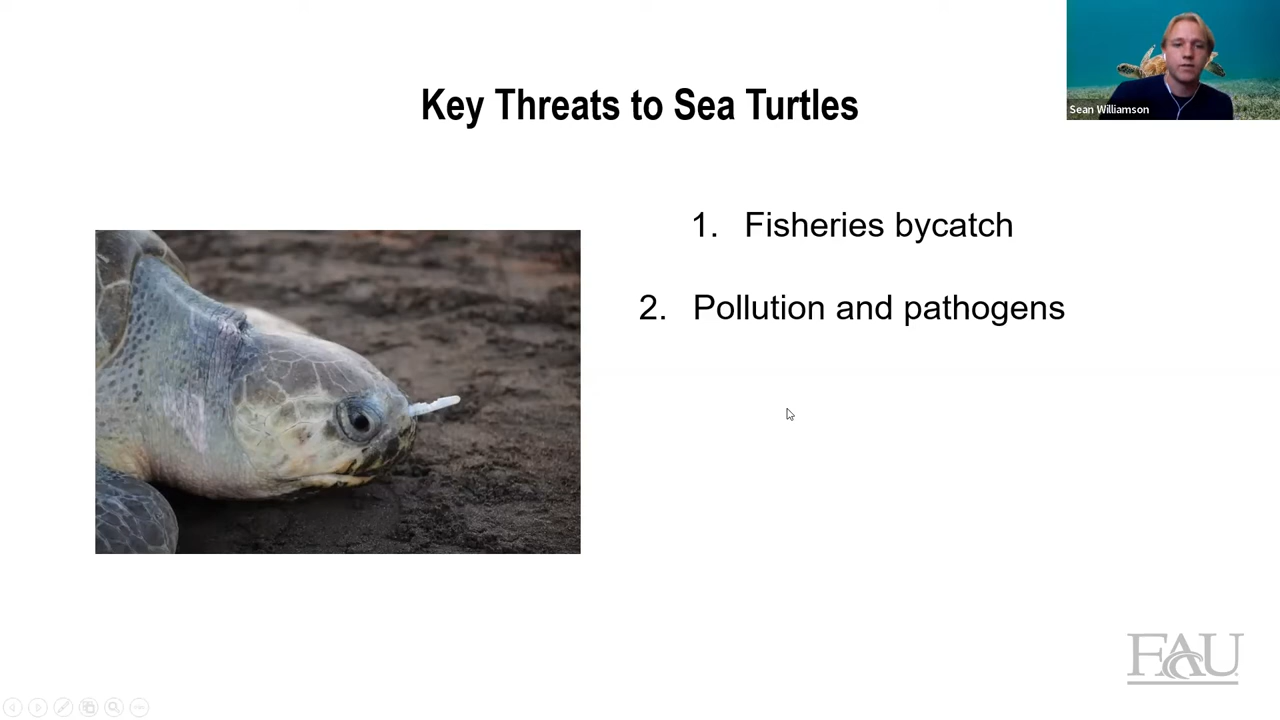 Sean Williamson
Key Threats to Sea Turtles
1. Fisheries bycatch
2. Pollution and pathogens
FAU